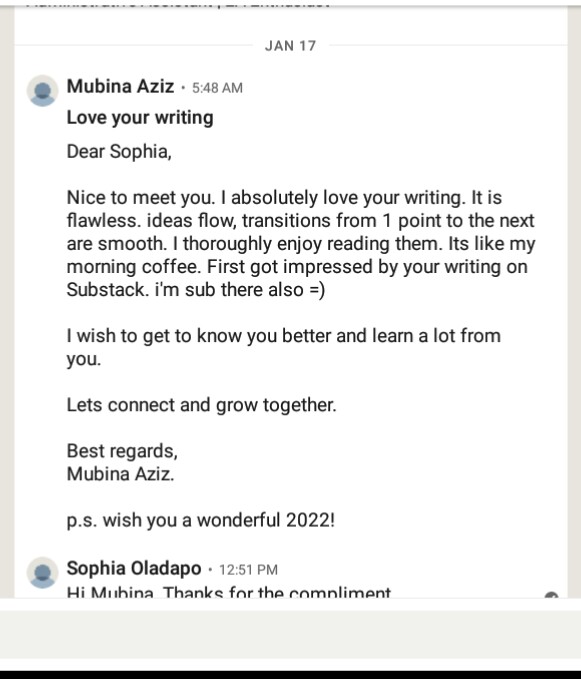 JAN 17
Mubina Aziz • 5:48 AM
Love your writing
Dear Sophia,
Nice to meet you. I absolutely love your writing. It is
flawless. ideas flow, transitions from 1 point to the next
are smooth. I thoroughly enjoy reading them. Its like my
morning coffee. First got impressed by your writing on
Substack. i'm sub there also =)
I wish to get to know you better and learn a lot from
you.
Lets connect and grow together.
Best regards,
Mubina Aziz.
p.s. wish you a wonderful 2022!
Sophia Oladapo • 12:51 PM
Hi Mubina Thanks for the compliment